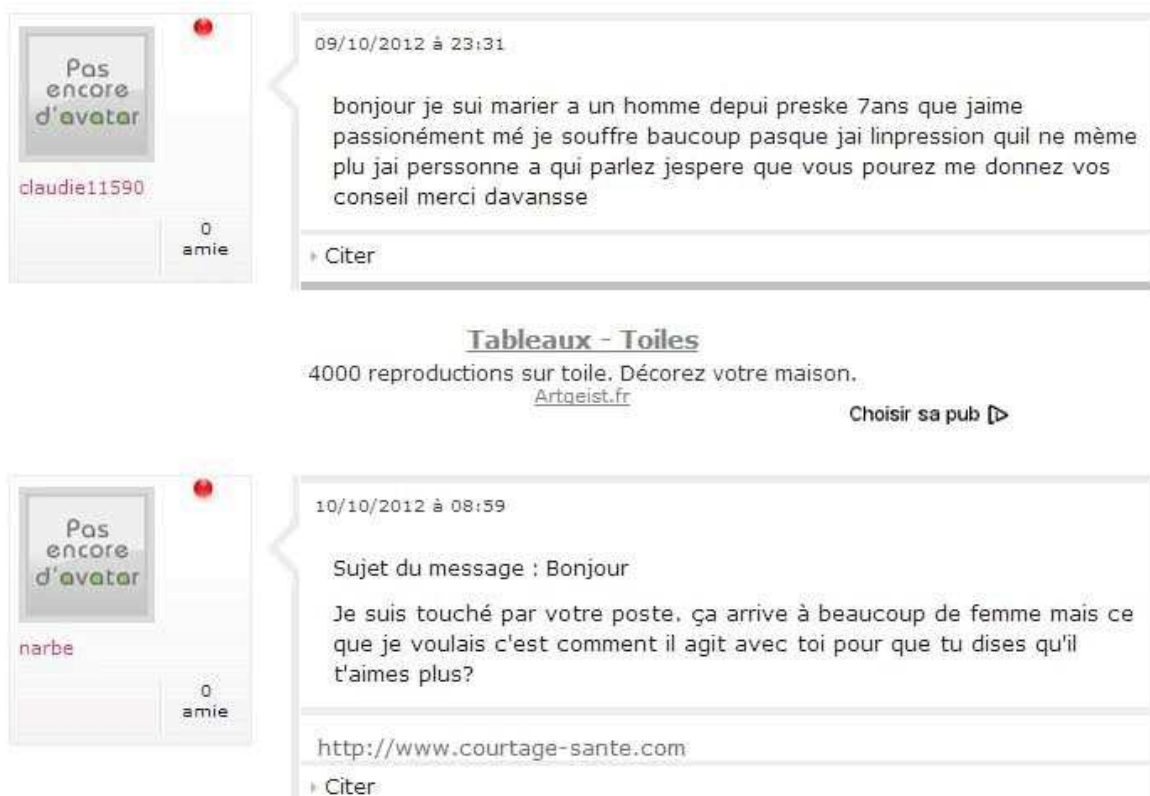 Pas
encore
d'avatar
claudie11590
0
amie
09/10/2012 à 23:31
bonjour je sui marier a un homme depui preske 7ans que jaime
passionément mé je souffre baucoup pasque jai linpression quil ne mème
plu jai perssonne a qui parlez jespere que vous pourez me donnez vos
conseil merci davansse
Citer
Tableaux - Toiles
4000 reproductions sur toile. Décorez votre maison.
Artgeist.fr
Choisir sa pub
Pas
encore
d'avatar
narbe
0
amie
10/10/2012 à 08:59
Sujet du message : Bonjour
Je suis touché par votre poste. ça arrive à beaucoup de femme mais ce
que je voulais c'est comment il agit avec toi pour que tu dises qu'il
t'aimes plus?
http://www.courtage-sante.com
Citer